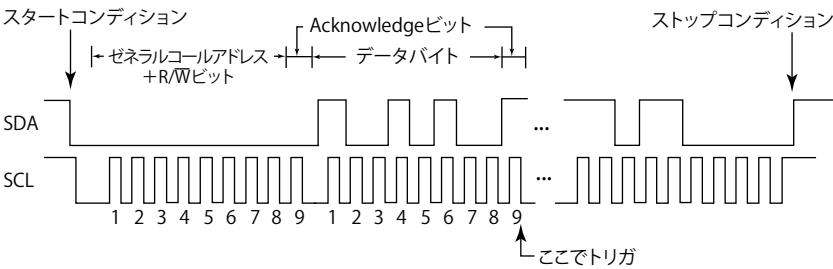 スタートコンディション
Acknowledgeビット
ストップコンディション
ゼネラルコールアドレス
+R/W̅ビット
データバイト
SDA
...
SCL
...
1 2 3 4 5 6 7 8 9 1 2 3 4 5 6 7 8 9
ここでトリガ